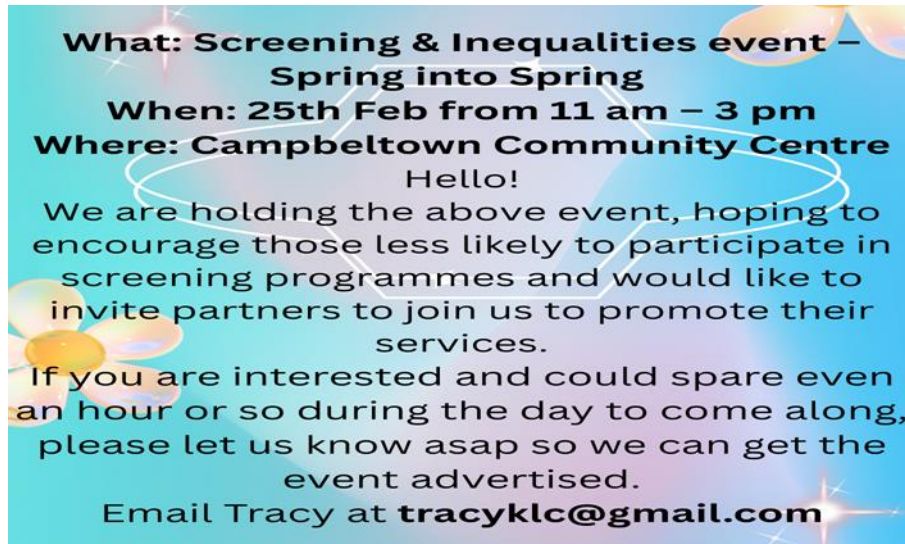 What: Screening & Inequalities event –
Spring into Spring
When: 25th Feb from 11 am – 3 pm
Where: Campbeltown Community Centre
Hello!
We are holding the above event, hoping to
encourage those less likely to participate in
screening programmes and would like to
invite partners to join us to promote their
services.
If you are interested and could spare even
an hour or so during the day to come along,
please let us know asap so we can get the
event advertised.
Email Tracy at tracyklc@gmail.com